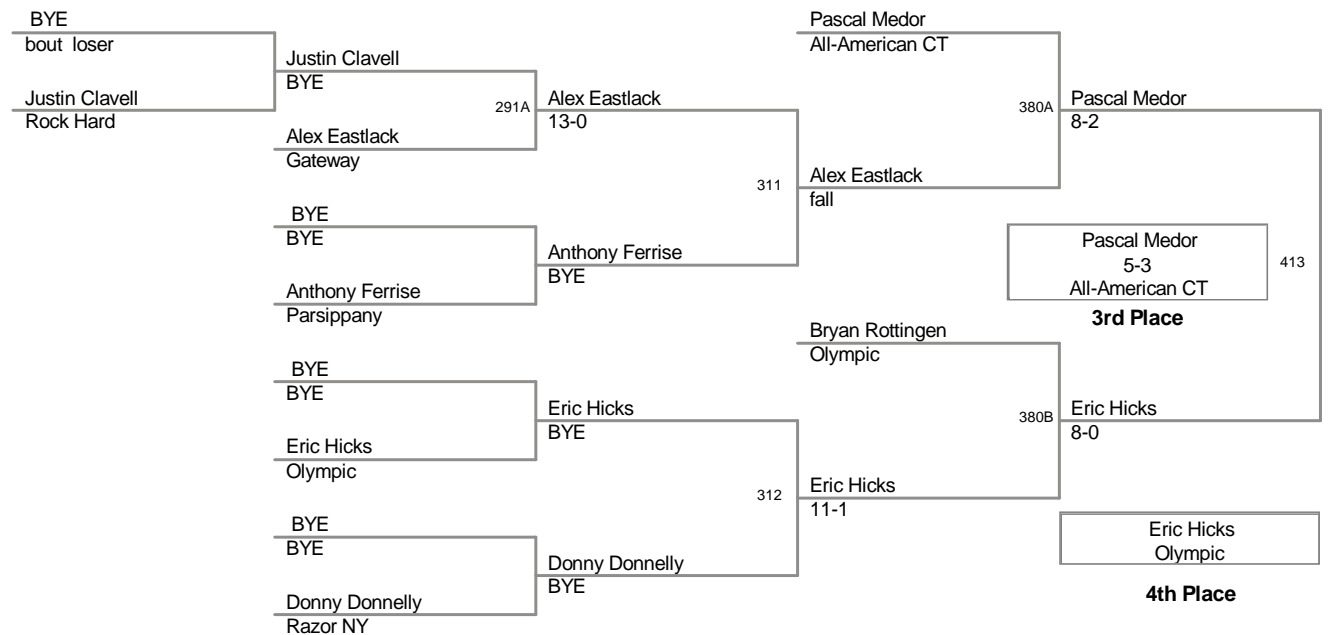 BYE
bout loser
Justin Clavell
Rock Hard
Justin Clavell
BYE
291A
Alex Eastlack
Gateway
BYE
BYE
Anthony Ferrise
Parsippany
BYE
BYE
Eric Hicks
Olympic
BYE
BYE
Donny Donnelly
Razor NY
Alex Eastlack
13-0
311
Anthony Ferrise
BYE
Eric Hicks
BYE
312
Donny Donnelly
BYE
Pascal Medor
All-American CT
380A
Alex Eastlack
fall
Bryan Rottingen
Olympic
380B
Eric Hicks
11-1
Pascal Medor
8-2
Pascal Medor
5-3
All-American CT
413
3rd Place
Eric Hicks
8-0
Eric Hicks
Olympic
4th Place